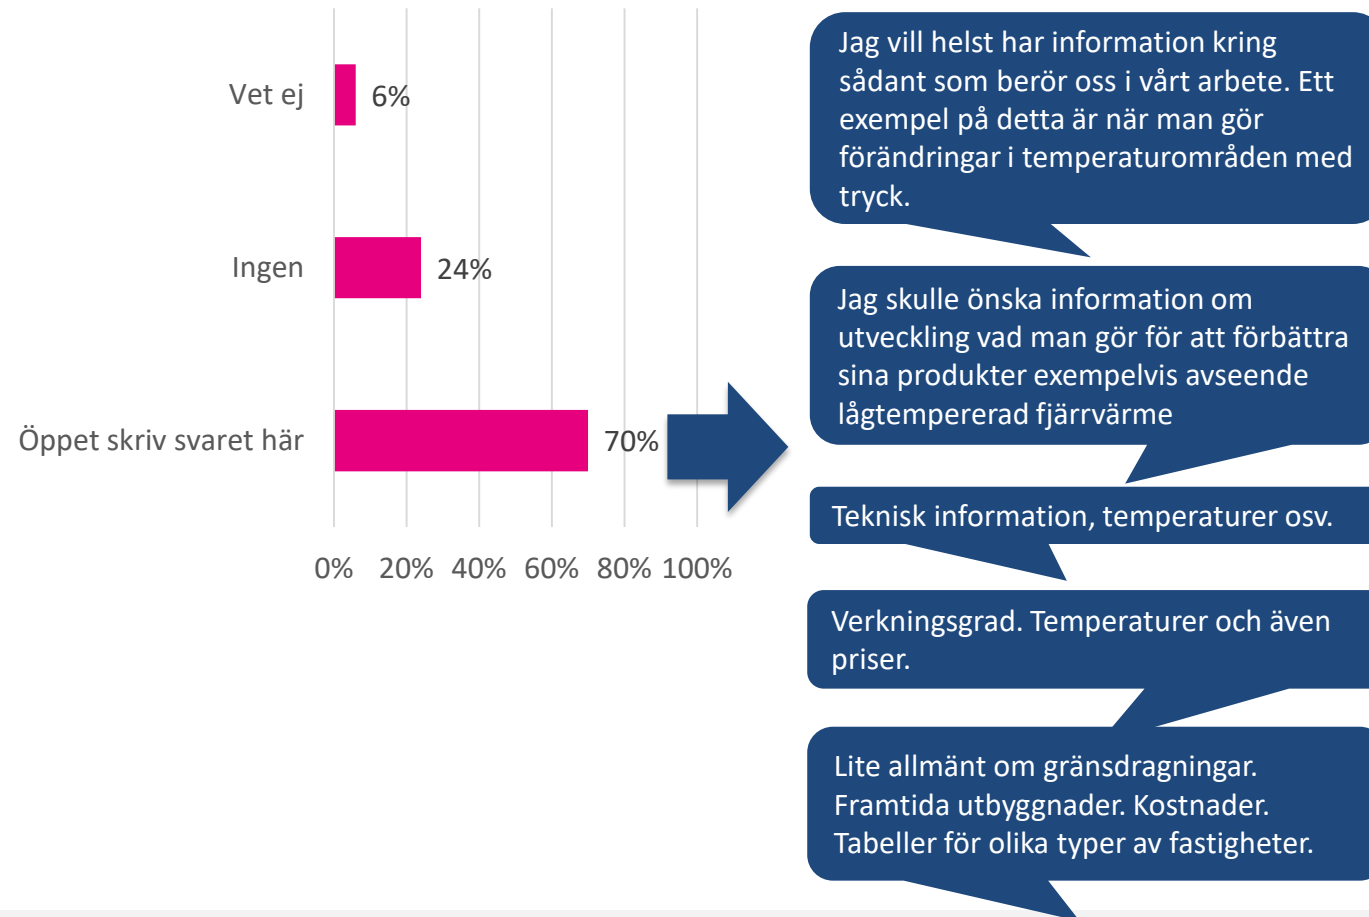 Vet ej
6%
Ingen
24%
Öppet skriv svaret här
70%
0% 20% 40% 60% 80% 100%
Jag vill helst har information kring
sådant som berör oss i vårt arbete. Ett
exempel på detta är när man gör
förändringar i temperaturområden med
tryck.
Jag skulle önska information om
utveckling vad man gör för att förbättra
sina produkter exempelvis avseende
lågtempererad fjärrvärme
Teknisk information, temperaturer osv.
Verkningsgrad. Temperaturer och även
priser.
Lite allmänt om gränsdragningar.
Framtida utbyggnader. Kostnader.
Tabeller för olika typer av fastigheter.